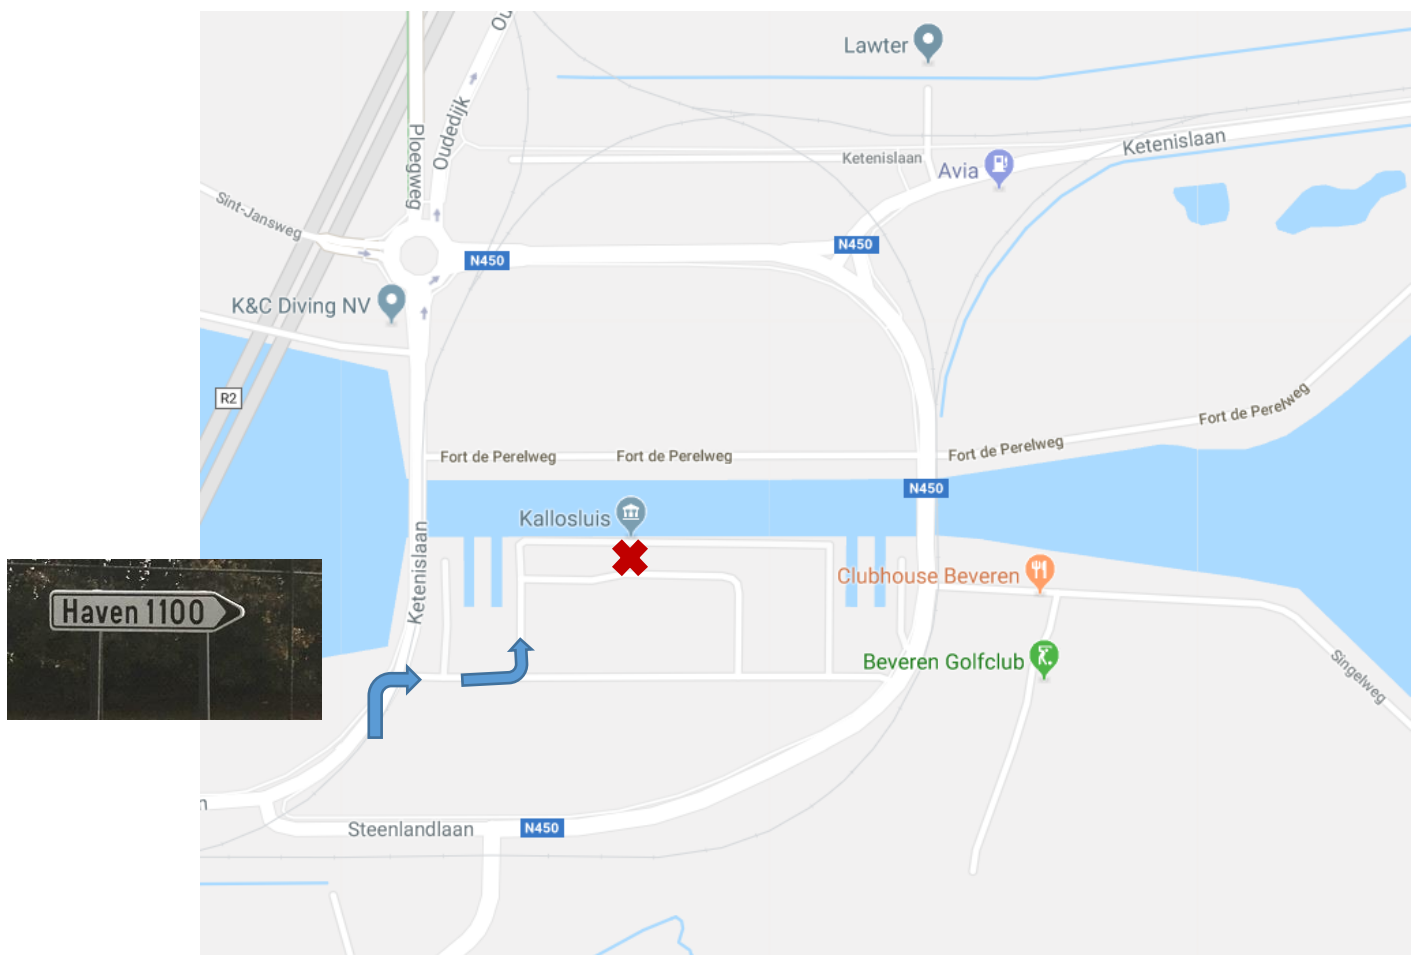 Ou
Lawter
Ploegweg
Oudedijk
Ketenislaan
Ketenislaan
Avia
Sint-Jansweg
N450
N450
K&C Diving NV
R2
Fort de Perelweg
Fort de Perelweg
Fort de Perelweg
Fort de Perelweg
N450
Kallosluis
Ketenislaan
Clubhouse Beveren
Haven 1100
Beveren Golfclub
Singelweg
n
Steenlandlaan
N450